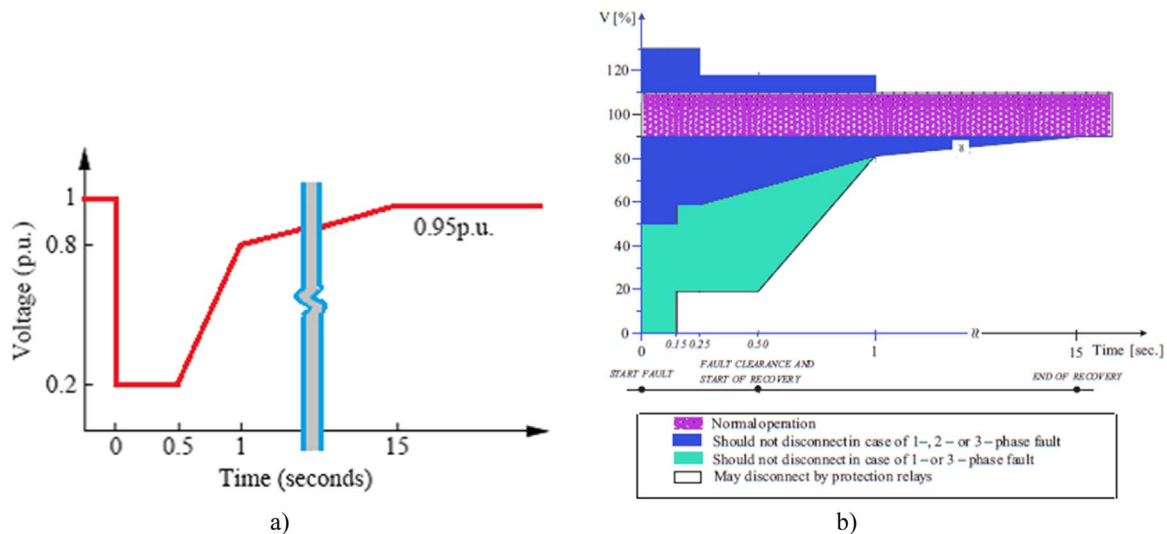 1
0.8
0.2
Voltage (p.u.)
0.95p.u.
0 0.5 1 15
Time (seconds)
a)
V [%]
120
100
80
60
40
20
0
0 0.15 0.25 0.50 1 15 Time [sec.]
START FAULT
FAULT CLEARANCE AND
START OF RECOVERY
END OF RECOVERY
Normal operation
Should not disconnect in case of 1–, 2 – or 3 – phase fault
Should not disconnect in case of 1– or 3 – phase fault
May disconnect by protection relays
b)